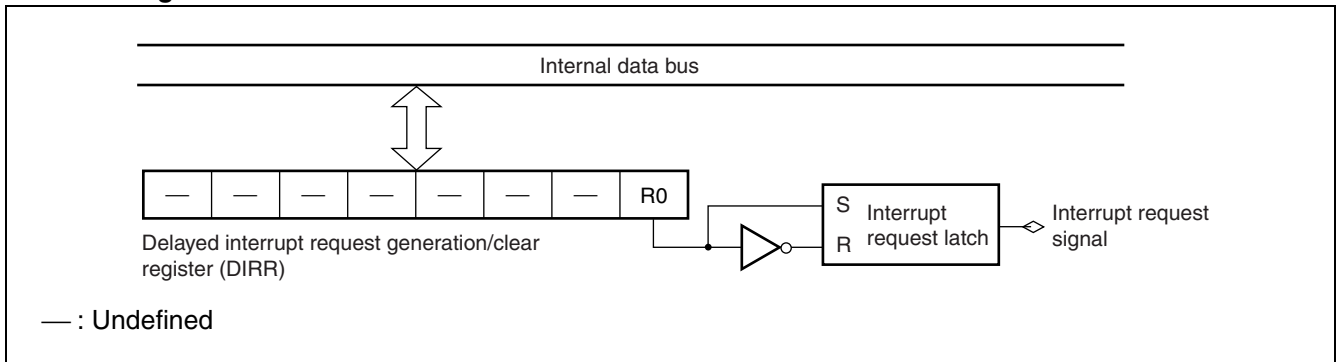 Internal data bus
— — — — — — — R0
Delayed interrupt request generation/clear
register (DIRR)
S
R
Interrupt
request latch
Interrupt request
signal
— : Undefined